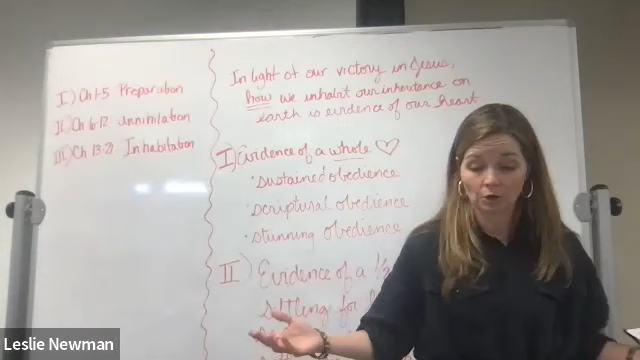 I.) Ch 1-5 Preparation
II.) Ch 6-12 Annihilation
III.) Ch 13-21 Inhabitation
In light of our victory in Jesus,
how we inhabit our inheritance on
earth is evidence of our heart
I) Evidence of a whole ♡
• sustained obedience
• scriptural obedience
• stunning obedience
II) Evidence of a 1/2
settling for
Leslie Newman